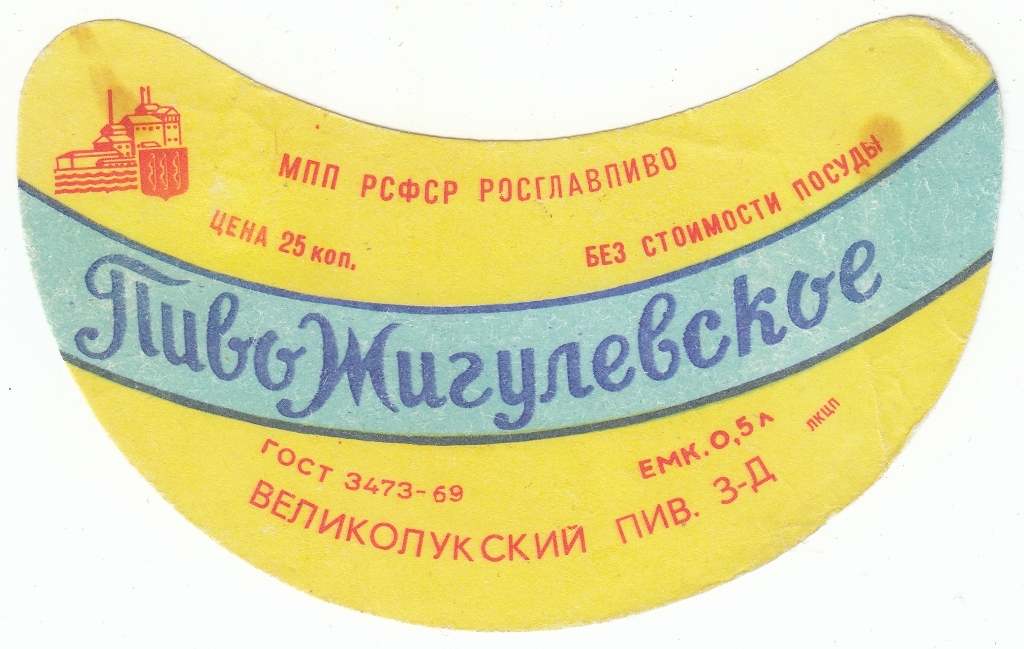 МПП РСФСР РОСГЛАВПИВО
ЦЕНА 25 коп.
БЕЗ СТОИМОСТИ ПОСУДЫ
Пиво Жигулевское
ГОСТ 3473-69
ЕМК. 0,5 л
ЛКЦП
ВЕЛИКОЛУКСКИЙ ПИВ. З-Д